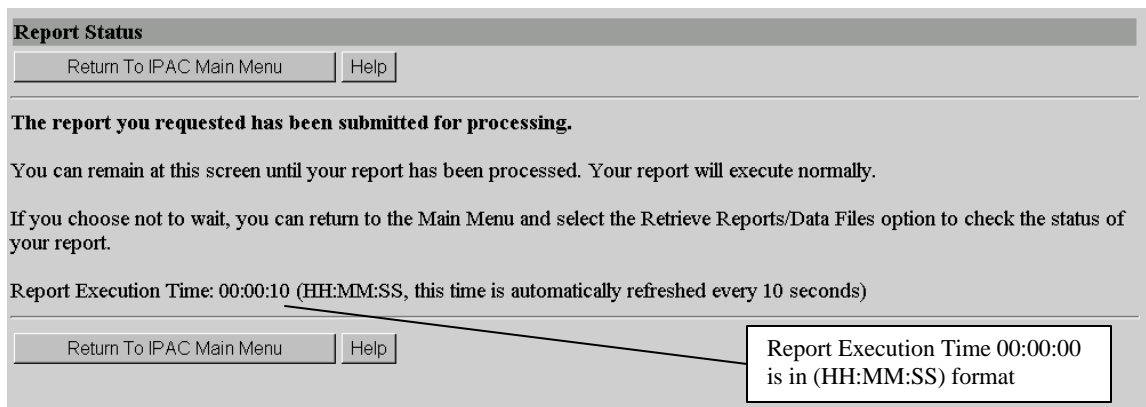 Report Status
Return To IPAC Main Menu Help
The report you requested has been submitted for processing.
You can remain at this screen until your report has been processed. Your report will execute normally.
If you choose not to wait, you can return to the Main Menu and select the Retrieve Reports/Data Files option to check the status of
your report.
Report Execution Time: 00:00:10 (HH:MM:SS, this time is automatically refreshed every 10 seconds)
Return To IPAC Main Menu Help
Report Execution Time 00:00:00
is in (HH:MM:SS) format